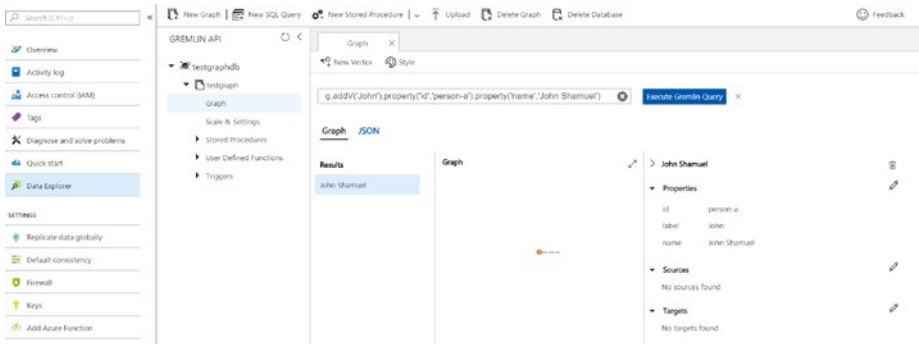 Search (Ctrl+/)
Overview
Activity log
Access control (IAM)
Tags
Diagnose and solve problems
Quick start
Data Explorer
SETTINGS
Replicate data globally
Default consistency
Firewall
Keys
Add Azure Function
New Graph
New SQL Query
New Stored Procedure
Upload
Delete Graph
Delete Database
Feedback
GREMLIN API
testgraphdb
testgraph
Graph
Scale & Settings
Stored Procedures
User Defined Functions
Triggers
Graph
New Vertex
Style
g.addV('John').property('id','person-a').property('name','John Shamuel')
Execute Gremlin Query
Graph JSON
Results
John Shamuel
Graph
John Shamuel
Properties
id person-a
label John
name John Shamuel
Sources
No sources found
Targets
No targets found